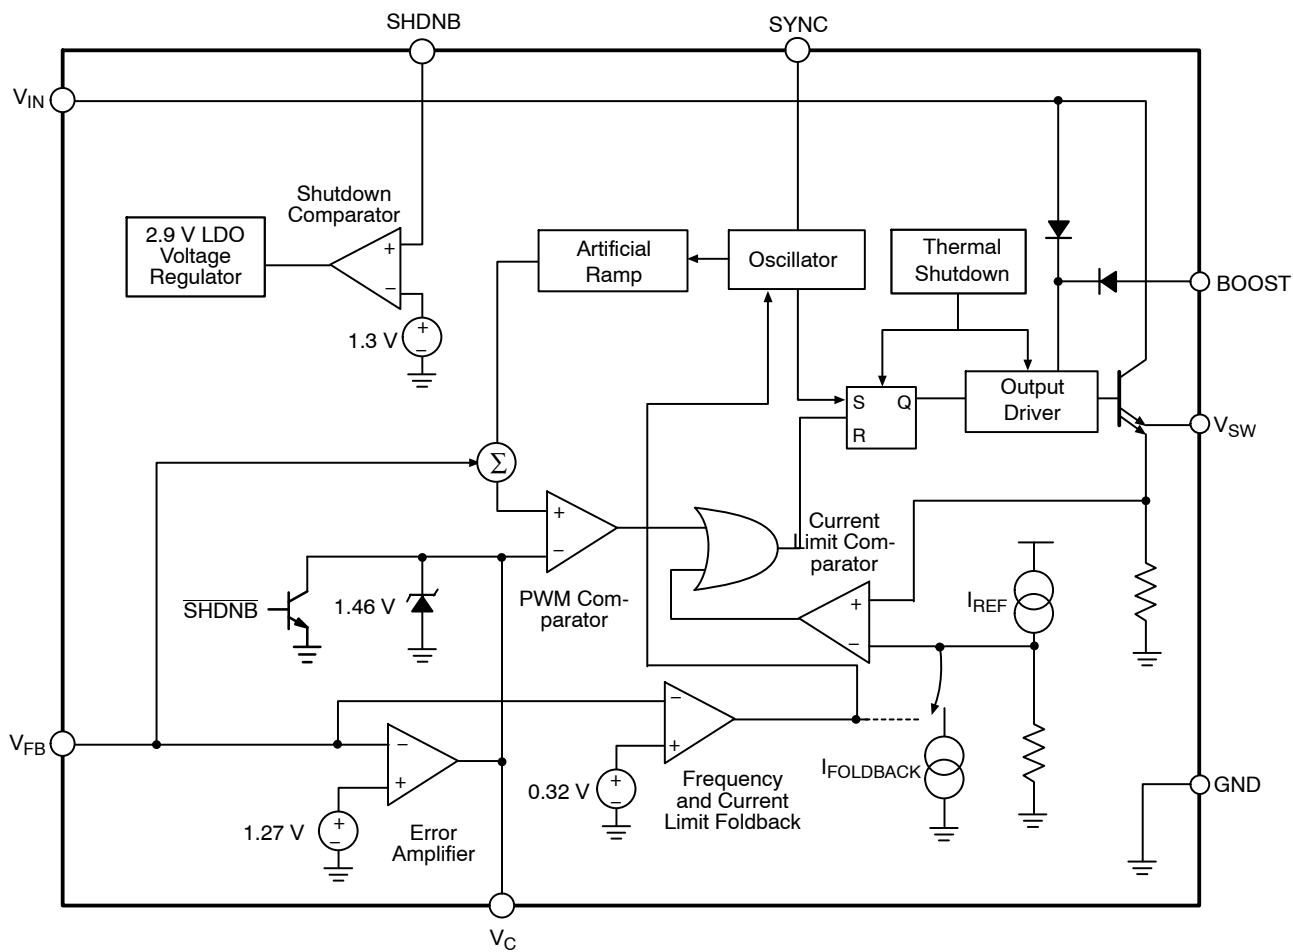 SHDNB
SYNC
V_IN
Shutdown
Comparator
2.9 V LDO
Voltage
Regulator
+
−
1.3 V
+
−
Artificial
Ramp
Oscillator
Thermal
Shutdown
BOOST
S Q
R
Output
Driver
V_SW
Σ
+
−
PWM Com-
parator
Current
Limit Com-
parator
+
−
I_REF
SHDNB
1.46 V
V_FB
−
+
1.27 V
+
−
Error
Amplifier
−
+
0.32 V
+
−
Frequency
and Current
Limit Foldback
I_FOLDBACK
GND
V_C